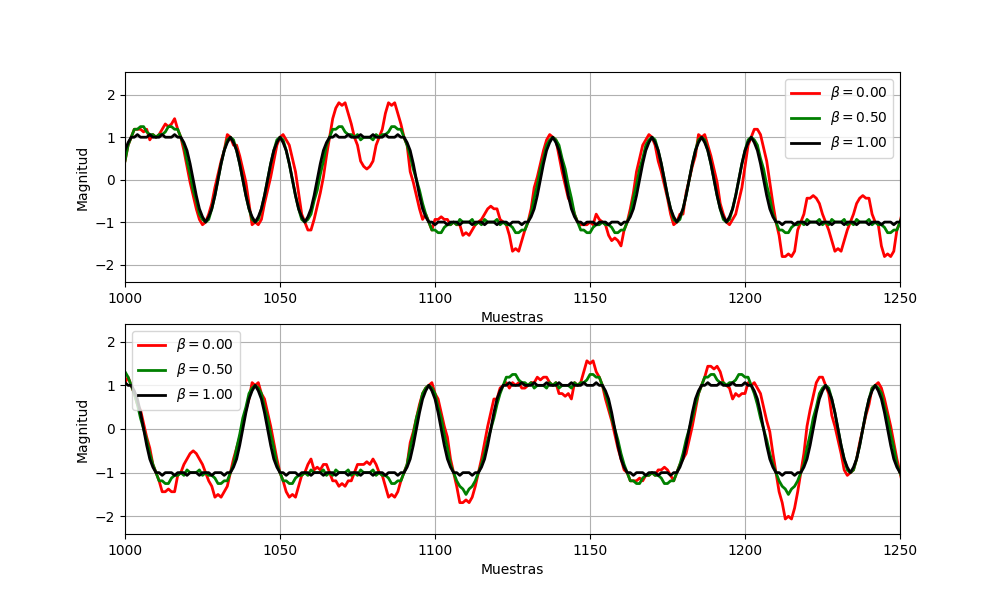 Magnitud
2
1
0
−1
−2
β = 0.00
β = 0.50
β = 1.00
1000 1050 1100 1150 1200 1250
Muestras
Magnitud
2
1
0
−1
−2
β = 0.00
β = 0.50
β = 1.00
1000 1050 1100 1150 1200 1250
Muestras